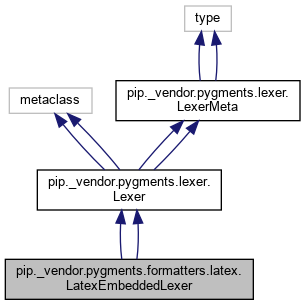 type
metaclass
pip._vendor.pygments.lexer.
LexerMeta
pip._vendor.pygments.lexer.
Lexer
pip._vendor.pygments.formatters.latex.
LatexEmbeddedLexer